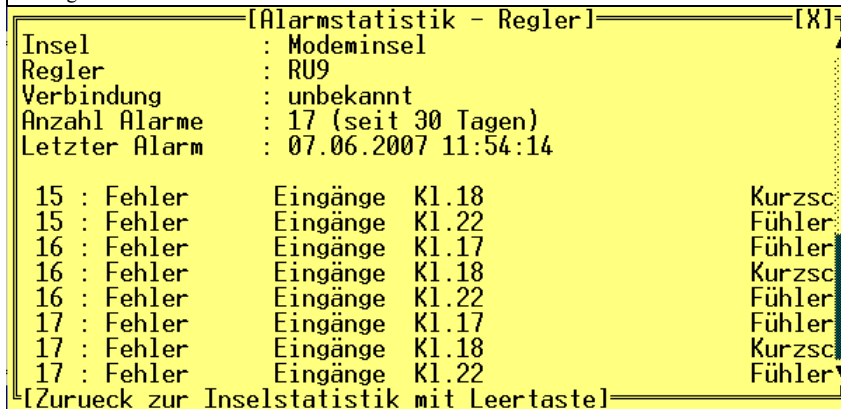 [Alarmstatistik - Regler] [X]
Insel : Modeminsel
Regler : RU9
Verbindung : unbekannt
Anzahl Alarme : 17 (seit 30 Tagen)
Letzter Alarm : 07.06.2007 11:54:14
15 : Fehler Eingänge Kl.18 Kurzsc
15 : Fehler Eingänge Kl.22 Fühler
16 : Fehler Eingänge Kl.17 Fühler
16 : Fehler Eingänge Kl.18 Kurzsc
16 : Fehler Eingänge Kl.22 Fühler
17 : Fehler Eingänge Kl.17 Fühler
17 : Fehler Eingänge Kl.18 Kurzsc
17 : Fehler Eingänge Kl.22 Fühler
[Zurueck zur Inselstatistik mit Leertaste]